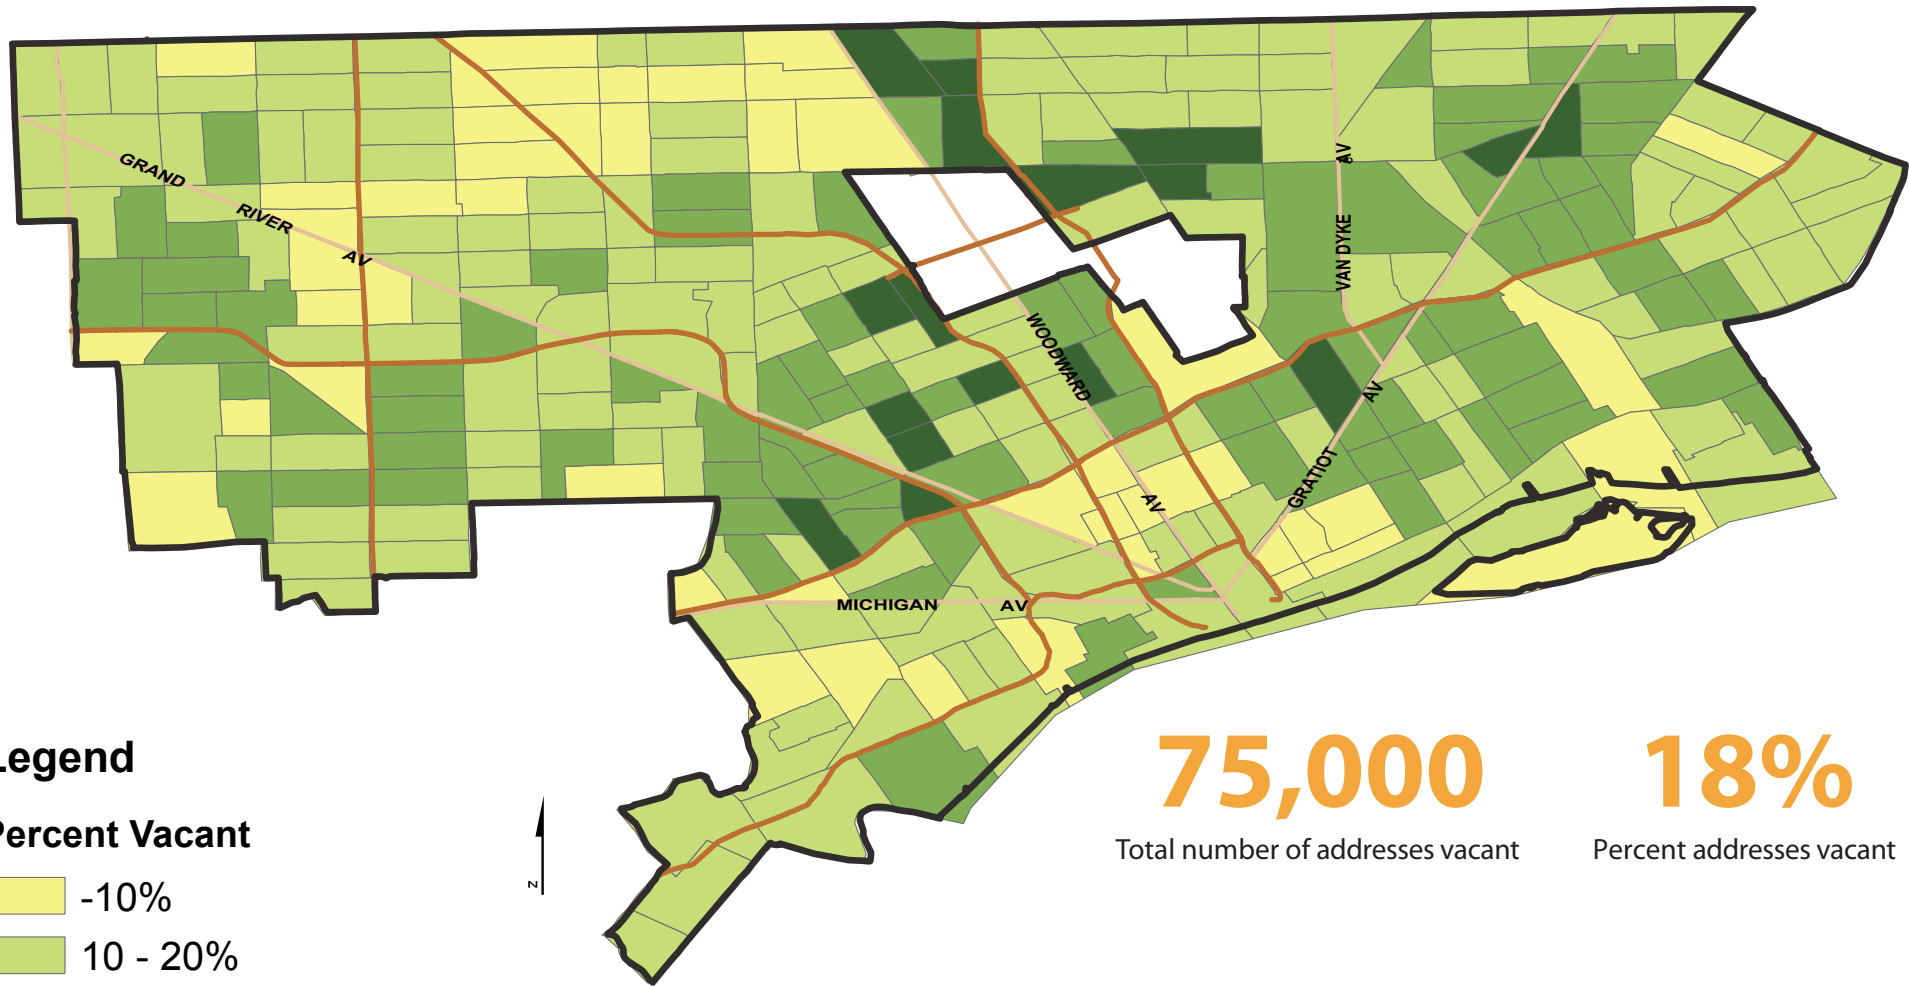 GRAND
RIVER
AV
AV
VAN DYKE
WOODWARD
AV
AV
GRATIOT
MICHIGAN AV
Legend
Percent Vacant
-10%
10 - 20%
z
75,000
Total number of addresses vacant
18%
Percent addresses vacant